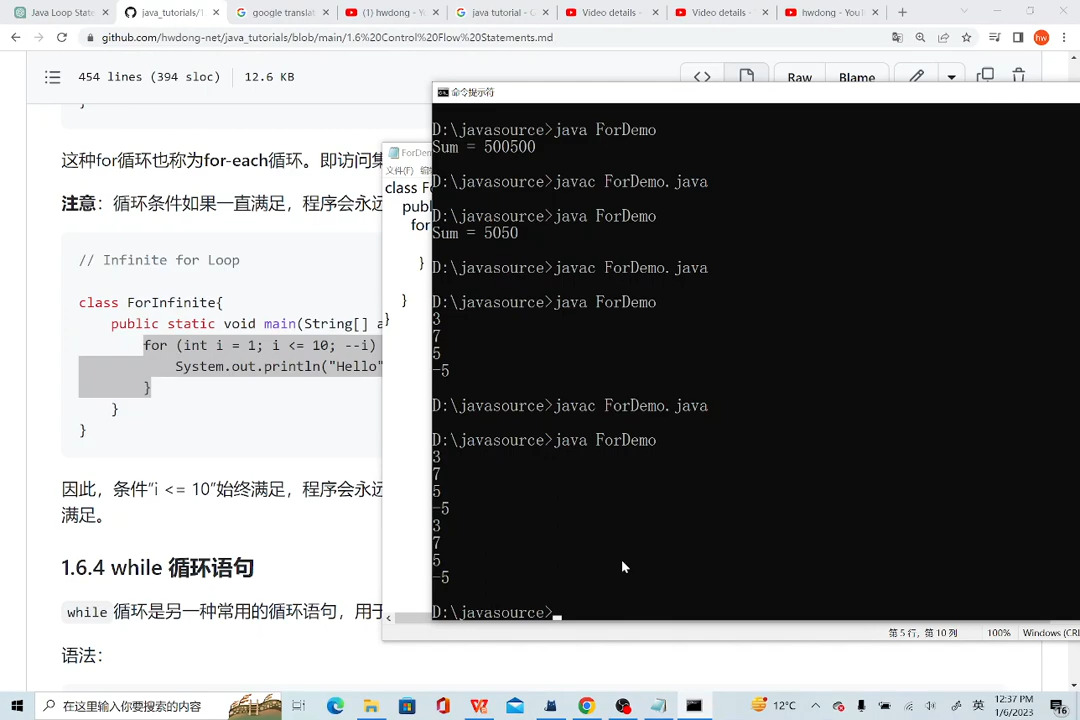 Java Loop State
java_tutorials/1.
google translat
(1) hwdong - Y
java tutorial - G
Video details -
Video details -
hwdong - You
github.com/hwdong-net/java_tutorials/blob/main/1.6%20Control%20Flow%20Statements.md
hw
454 lines (394 sloc)
12.6 KB
Raw
Blame
}
这种for循环也称为for-each循环。即访问集
注意：循环条件如果一直满足，程序会永远
// Infinite for Loop
class ForInfinite{
public static void main(String[] a
for (int i = 1; i <= 10; --i)
System.out.println("Hello"
}
}
}
因此，条件“i <= 10”始终满足，程序会永远
满足。
1.6.4 while 循环语句
while 循环是另一种常用的循环语句，用于
语法：
ForDem
文件(F)
class Fo
publ
for
}
}
}
第 5 行，第 10 列
100%
Windows (CRL
命令提示符
D:\javasource>java ForDemo
Sum = 500500
D:\javasource>javac ForDemo.java
D:\javasource>java ForDemo
Sum = 5050
D:\javasource>javac ForDemo.java
D:\javasource>java ForDemo
3
7
5
-5
D:\javasource>javac ForDemo.java
D:\javasource>java ForDemo
3
7
5
-5
3
7
5
-5
D:\javasource>
在这里输入你要搜索的内容
12°C
英
12:37 PM
1/6/2023
16